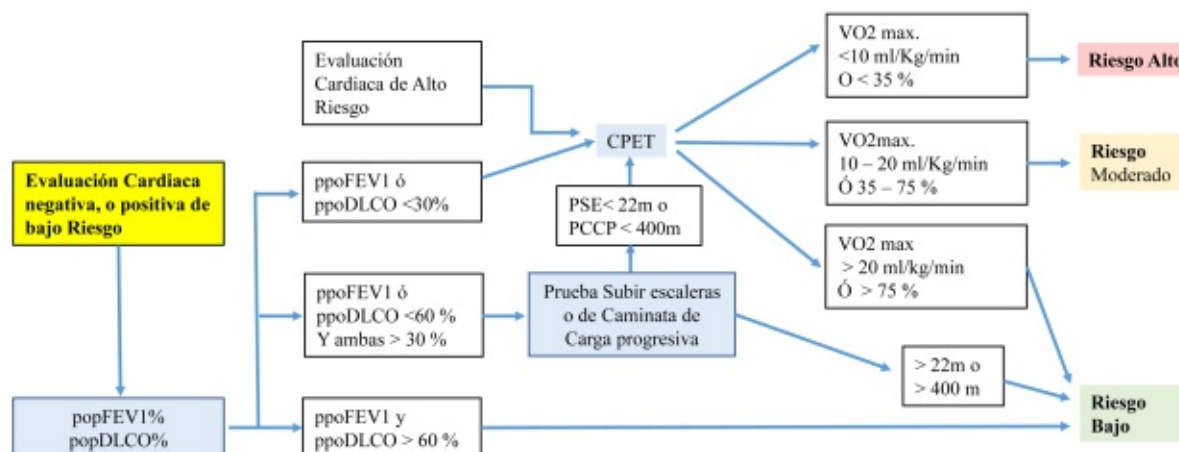 Evaluación Cardiaca
negativa, o positiva de
bajo Riesgo
popFEV1%
popDLCO%
Evaluación
Cardiaca de Alto
Riesgo
ppoFEV1 ó
ppoDLCO <30%
ppoFEV1 ó
ppoDLCO <60 %
Y ambas > 30 %
ppoFEV1 y
ppoDLCO > 60 %
CPET
PSE< 22m o
PCCP < 400m
Prueba Subir escaleras
o de Caminata de
Carga progresiva
VO2 max.
<10 ml/Kg/min
O < 35 %
VO2max.
10 – 20 ml/Kg/min
Ó 35 – 75 %
VO2 max
> 20 ml/kg/min
Ó > 75 %
> 22m o
> 400 m
Riesgo Alto
Riesgo
Moderado
Riesgo
Bajo